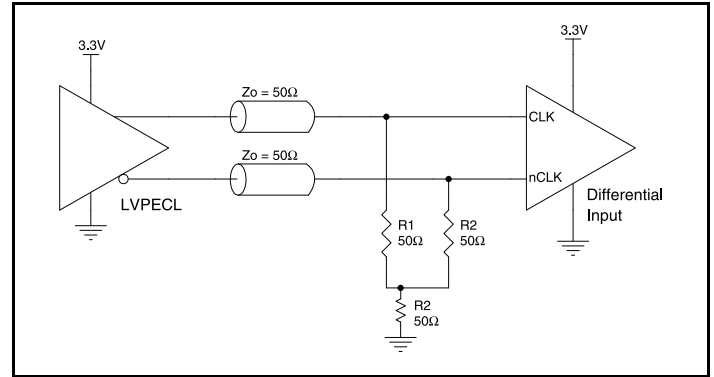 3.3V
3.3V
Zo = 50Ω
CLK
Zo = 50Ω
nCLK
LVPECL
Differential
Input
R1
50Ω
R2
50Ω
R2
50Ω